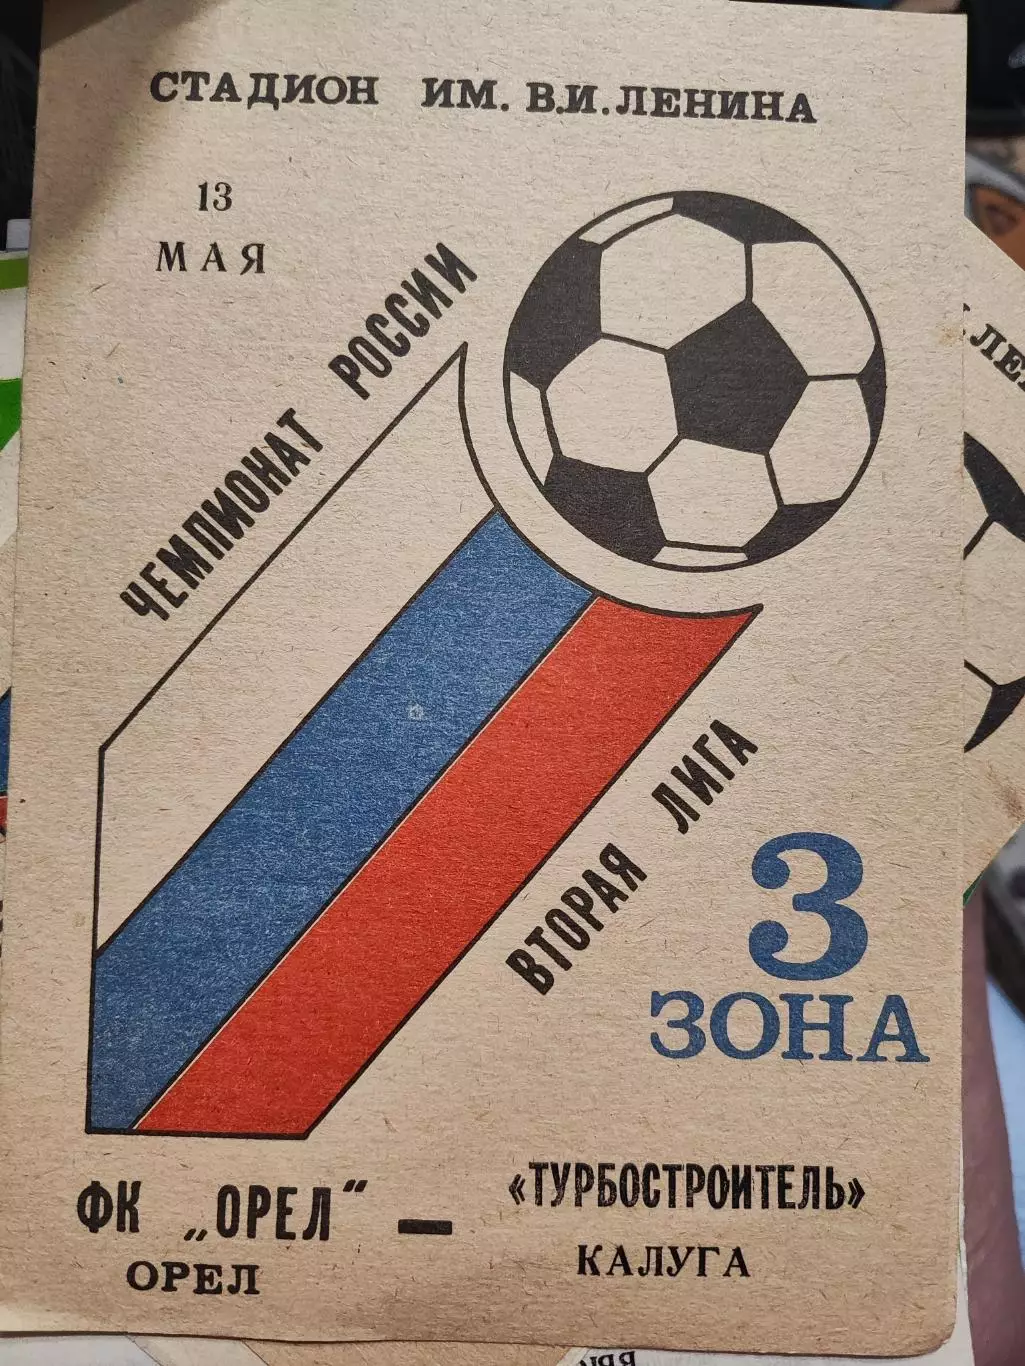 СТАДИОН ИМ. В.И. ЛЕНИНА
13
МАЯ
ЧЕМПИОНАТ РОССИИ
ВТОРАЯ ЛИГА
3
ЗОНА
ФК „ОРЕЛ“ — «ТУРБОСТРОИТЕЛЬ»
ОРЕЛ КАЛУГА